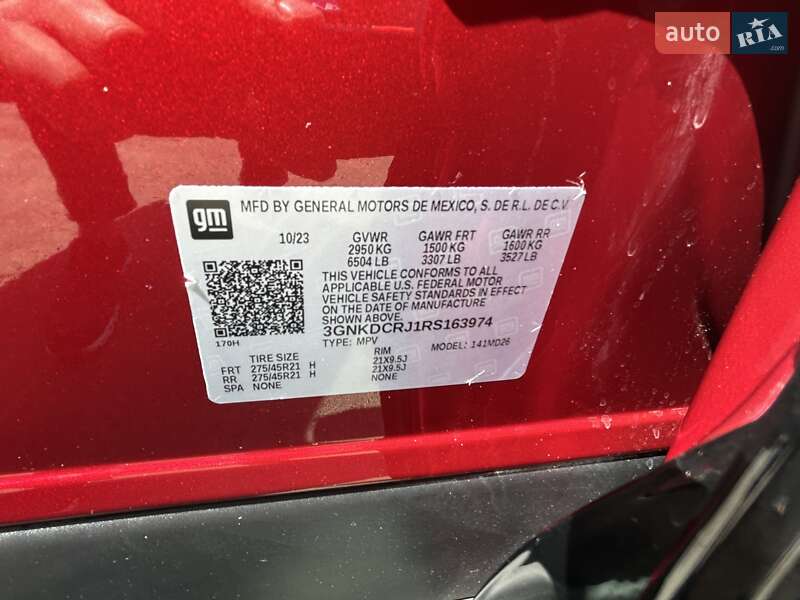 auto RIA
.com
gm MFD BY GENERAL MOTORS DE MEXICO, S. DE R.L. DE C.V.
10/23 GVWR GAWR FRT GAWR RR
2950 KG 1500 KG 1600 KG
6504 LB 3307 LB 3527 LB
THIS VEHICLE CONFORMS TO ALL
APPLICABLE U.S. FEDERAL MOTOR
VEHICLE SAFETY STANDARDS IN EFFECT
ON THE DATE OF MANUFACTURE
SHOWN ABOVE.
3GNKDCRJ1RS163974
170H TYPE: MPV MODEL: 141MD26
TIRE SIZE RIM
FRT 275/45R21 H 21X9.5J
RR 275/45R21 H 21X9.5J
SPA NONE NONE